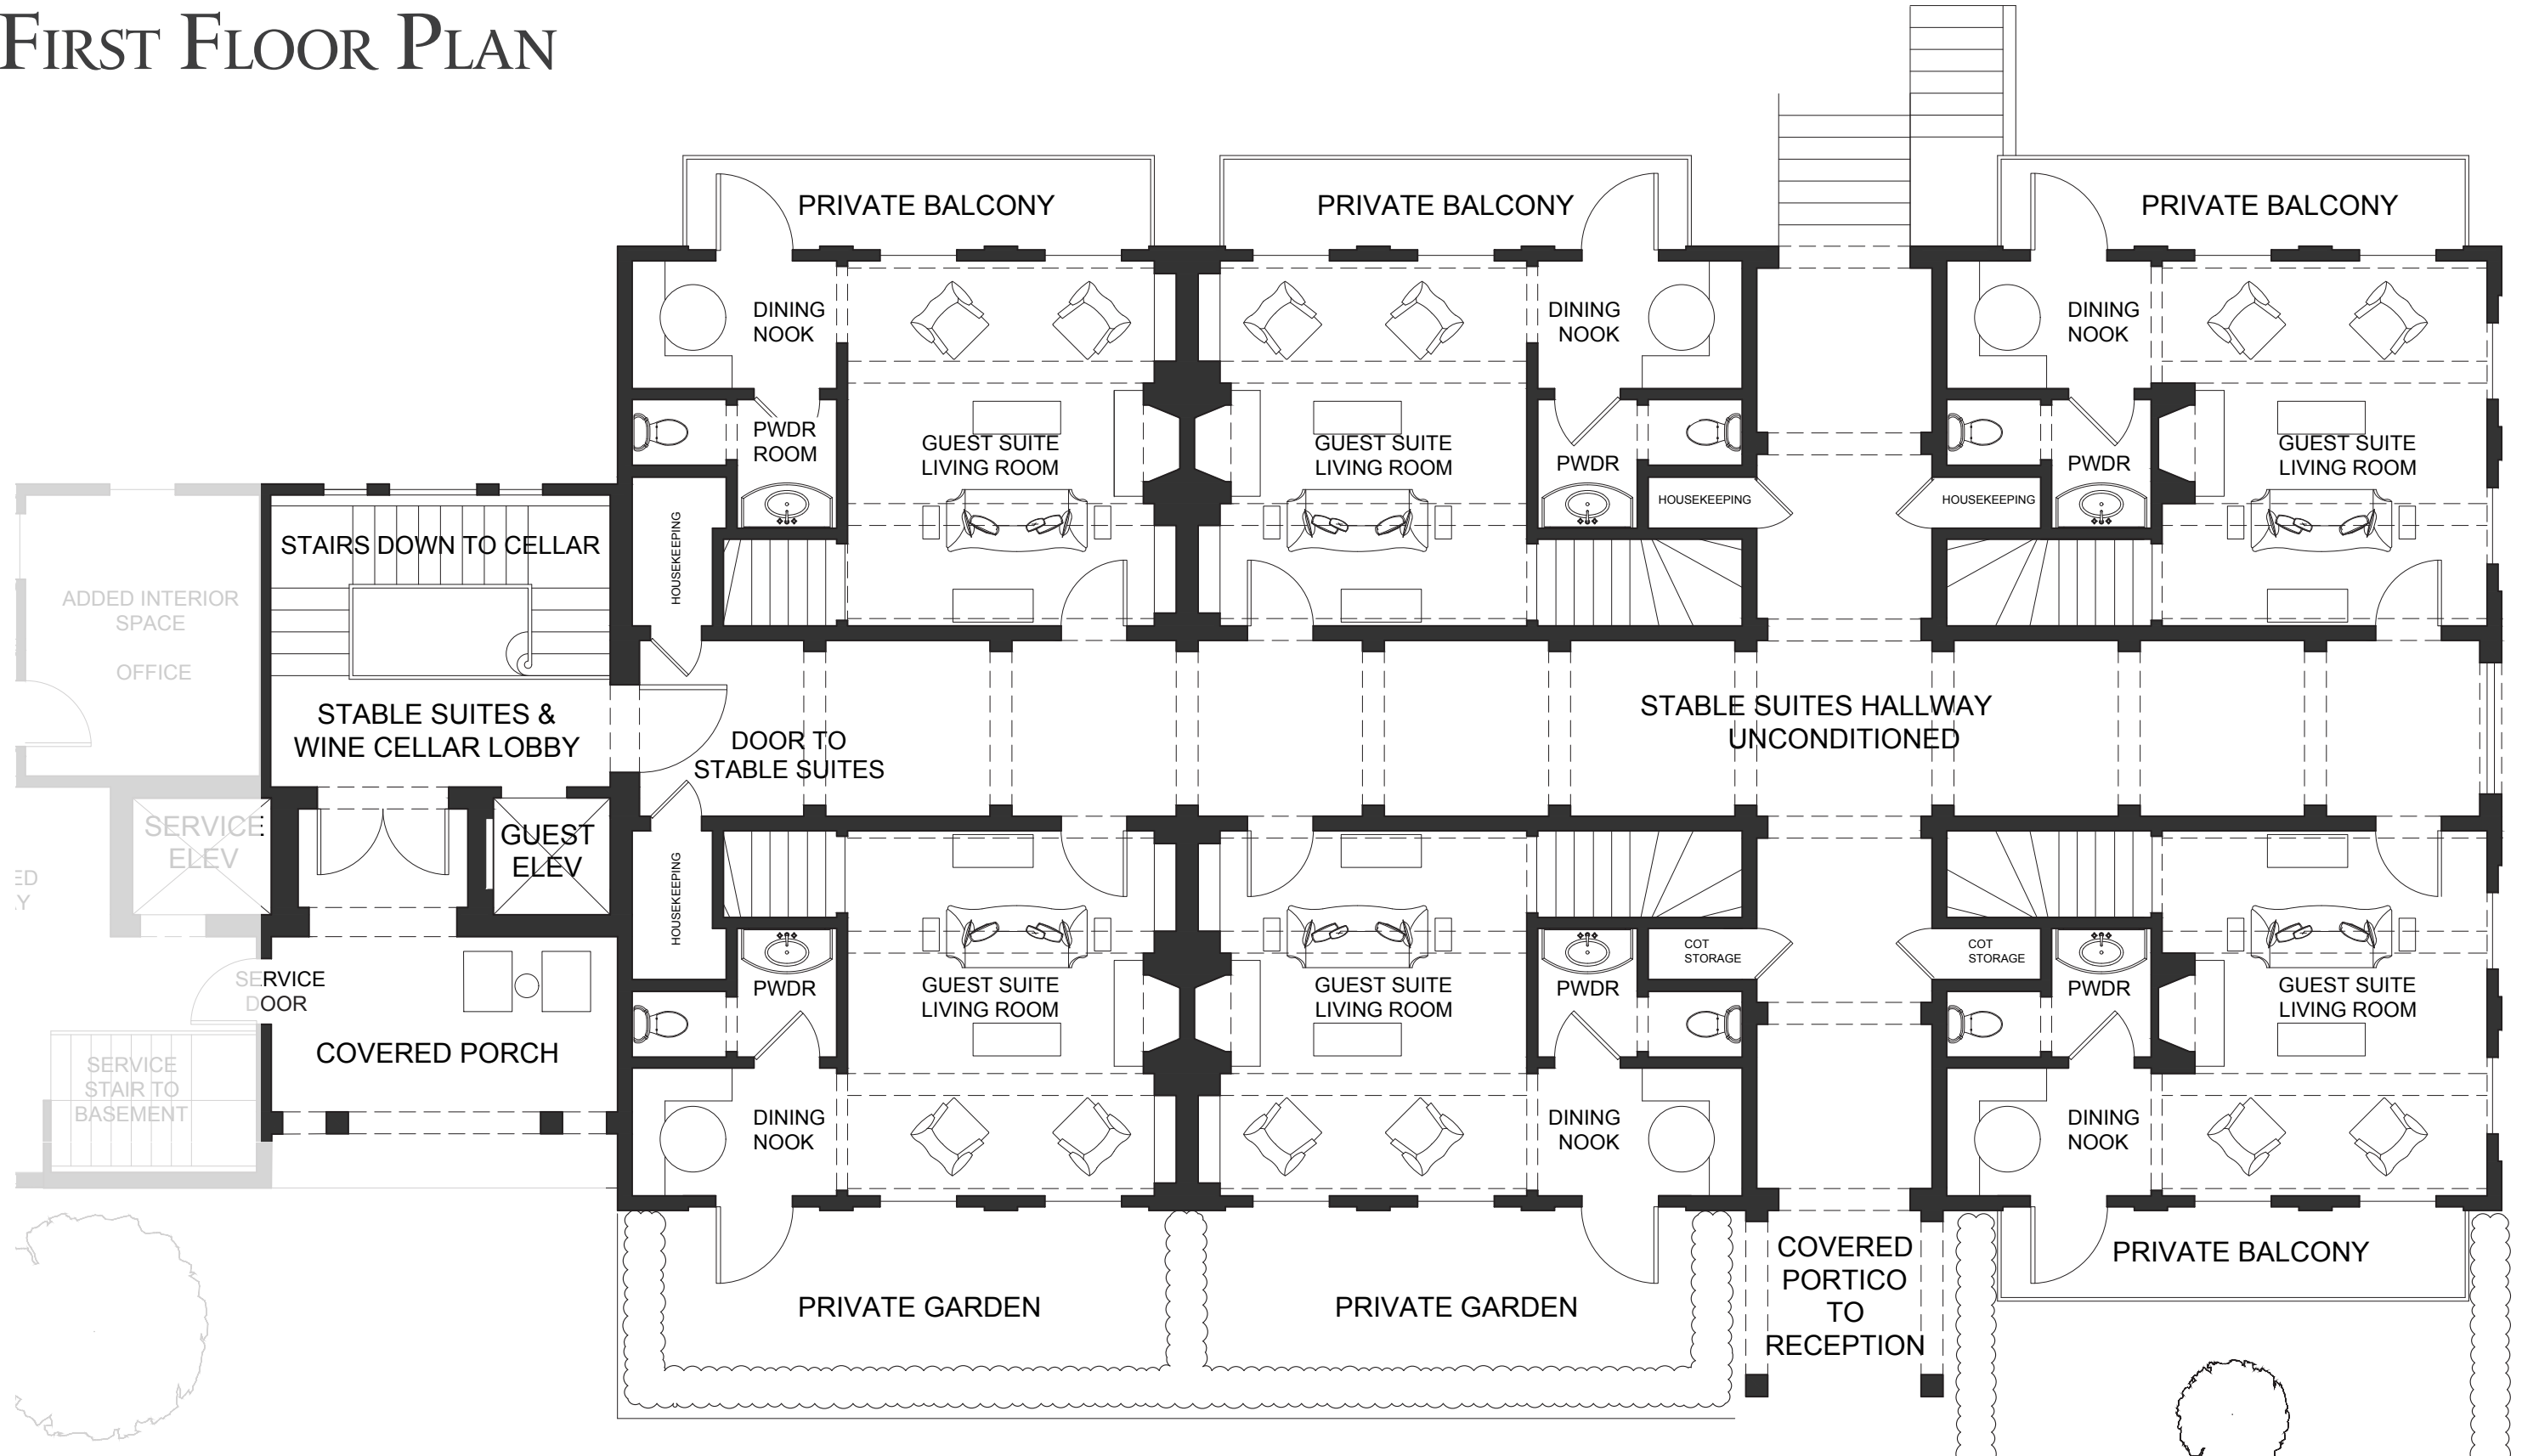 FIRST FLOOR PLAN
PRIVATE BALCONY
PRIVATE BALCONY
PRIVATE BALCONY
DINING
NOOK
DINING
NOOK
DINING
NOOK
PWDR
ROOM
GUEST SUITE
LIVING ROOM
GUEST SUITE
LIVING ROOM
PWDR
PWDR
GUEST SUITE
LIVING ROOM
HOUSEKEEPING
HOUSEKEEPING
HOUSEKEEPING
STAIRS DOWN TO CELLAR
ADDED INTERIOR
SPACE
OFFICE
STABLE SUITES &
WINE CELLAR LOBBY
DOOR TO
STABLE SUITES
STABLE SUITES HALLWAY
UNCONDITIONED
SERVICE
ELEV
GUEST
ELEV
ED
Y
HOUSEKEEPING
COT
STORAGE
COT
STORAGE
SERVICE
DOOR
PWDR
GUEST SUITE
LIVING ROOM
GUEST SUITE
LIVING ROOM
PWDR
PWDR
GUEST SUITE
LIVING ROOM
COVERED PORCH
SERVICE
STAIR TO
BASEMENT
DINING
NOOK
DINING
NOOK
DINING
NOOK
PRIVATE GARDEN
PRIVATE GARDEN
COVERED
PORTICO
TO
RECEPTION
PRIVATE BALCONY